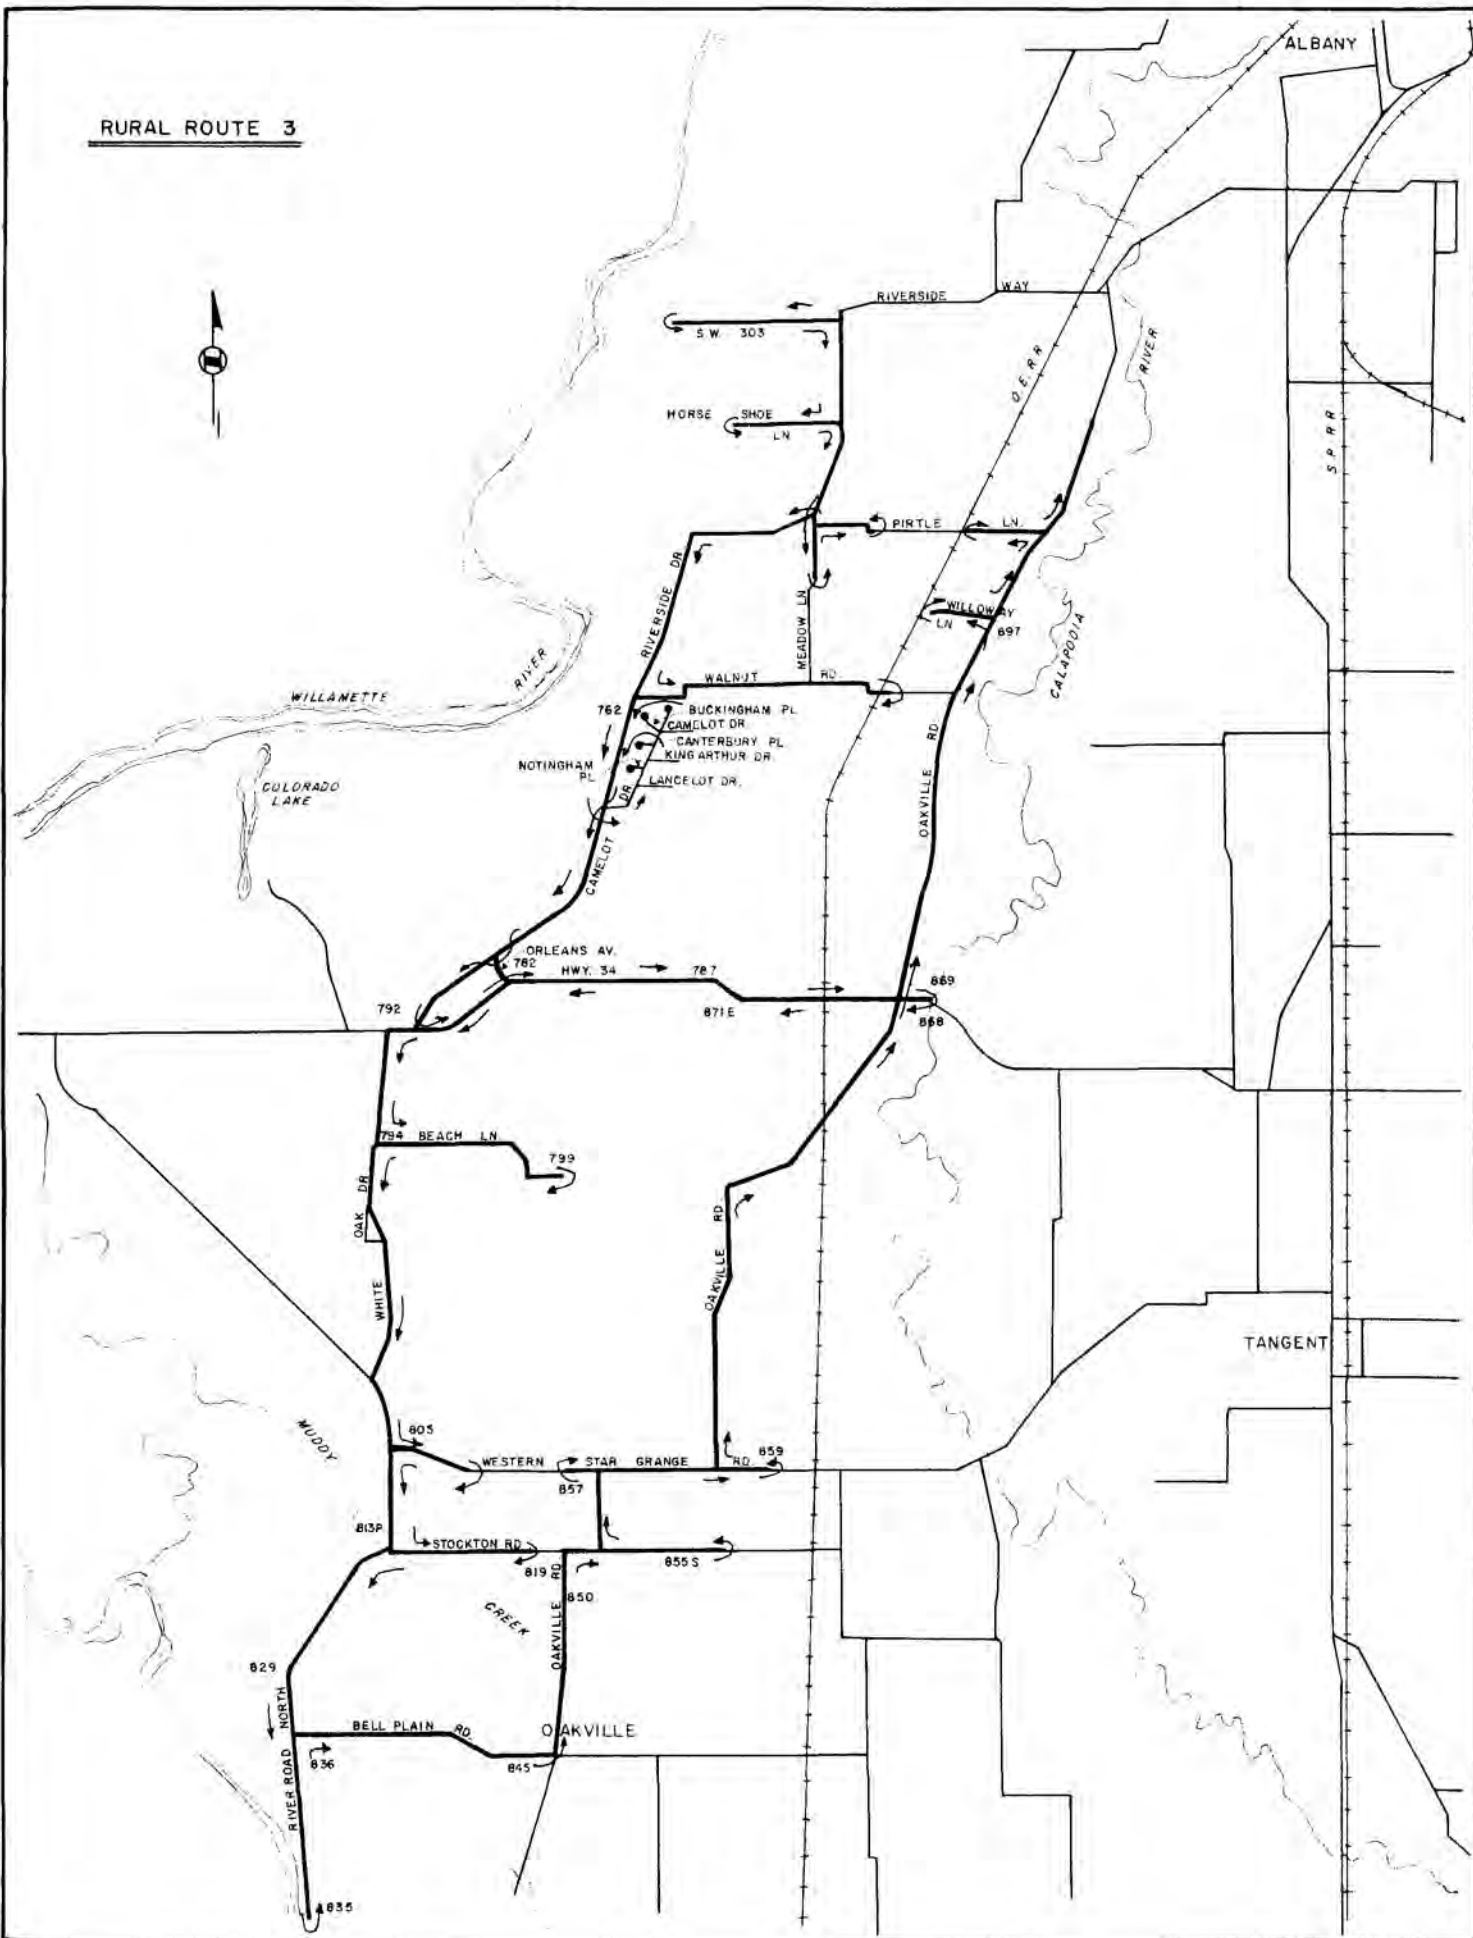 ALBANY
RURAL ROUTE 3
RIVERSIDE WAY
S.W. 303
RIVER
O.E.R.R
HORSE SHOE
LN
S.P.R.R
PIRTLE LN.
RIVERSIDE DR
MEADOW LN
WILLOWAY
LN
897
CALAPOOIA
WALNUT RD.
RIVER
WILLAMETTE
762
BUCKINGHAM PL
CAMELOT DR.
CANTERBURY PL
KING ARTHUR DR.
NOTINGHAM
PL
LANCELOT DR.
COLORADO
LAKE
OAKVILLE RD
CAMELOT DR
ORLEANS AV.
782
HWY. 34
787
869
792
871E
868
794 BEACH LN
799
OAK DR
WHITE
OAKVILLE RD
TANGENT
MUDDY
805
WESTERN STAR GRANGE RD.
859
857
813P
STOCKTON RD
819
855S
850
OAKVILLE RD
CREEK
829
RIVER ROAD NORTH
BELL PLAIN RD.
OAKVILLE
836
845
835